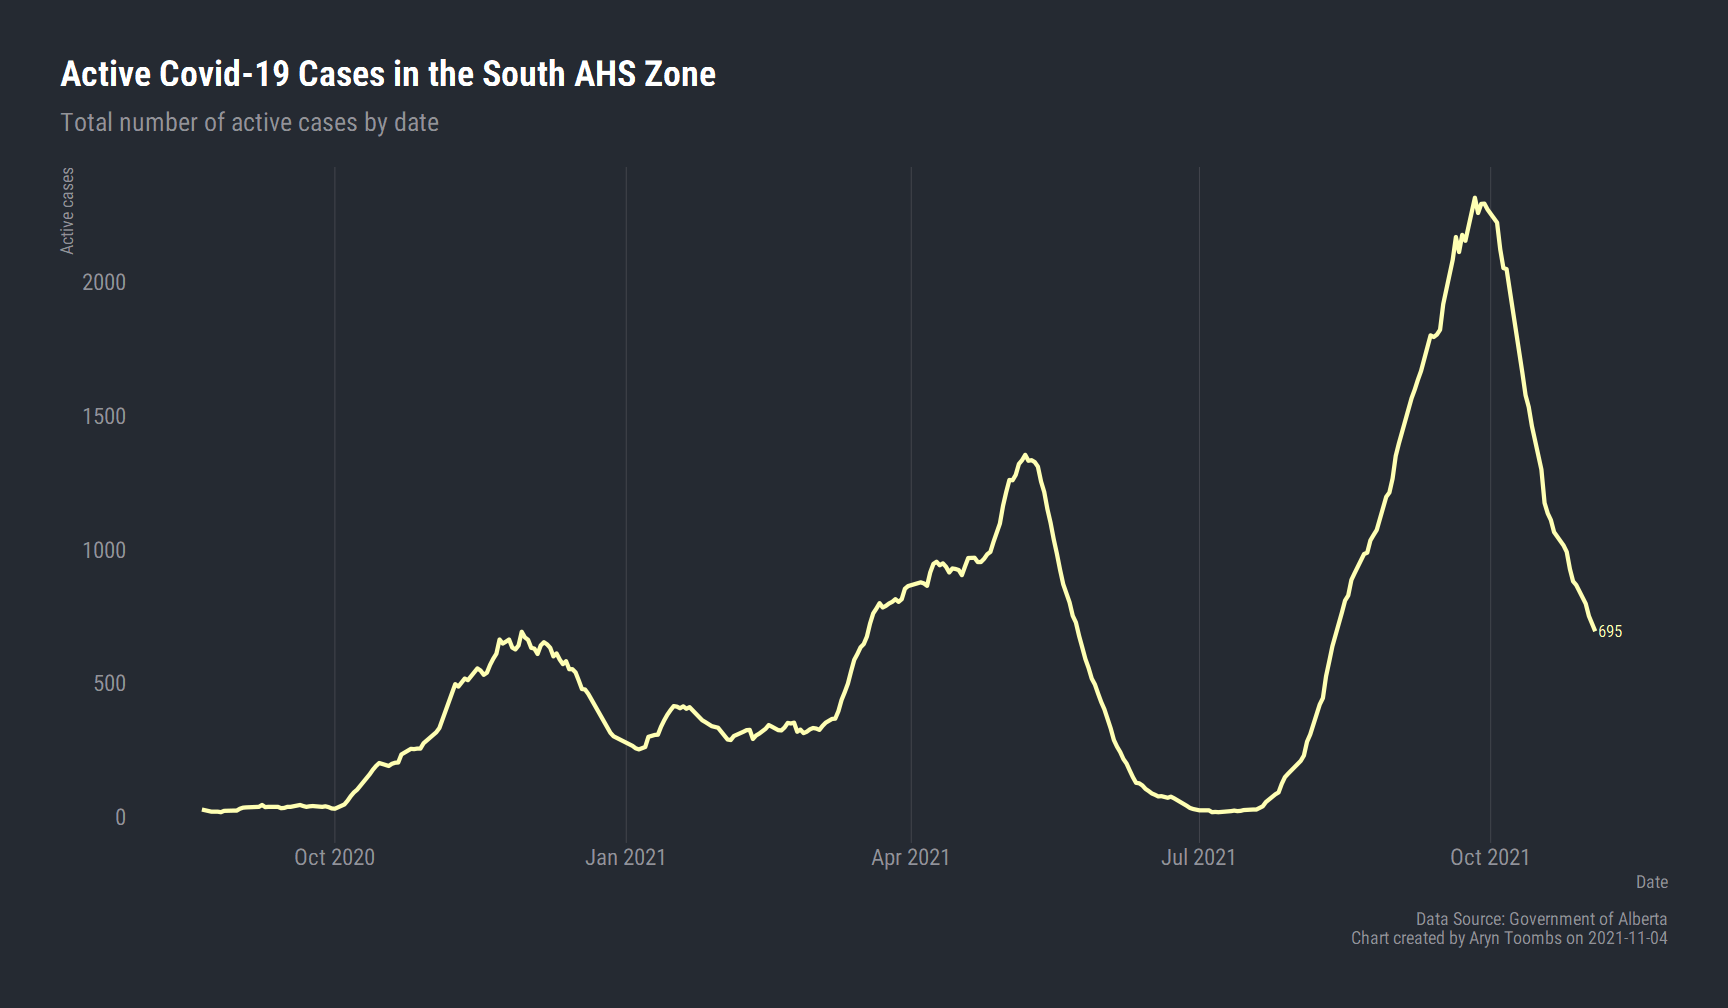 Active Covid-19 Cases in the South AHS Zone
Total number of active cases by date
Active cases
2000
1500
1000
500
0
695
Oct 2020
Jan 2021
Apr 2021
Jul 2021
Oct 2021
Date
Data Source: Government of Alberta
Chart created by Aryn Toombs on 2021-11-04